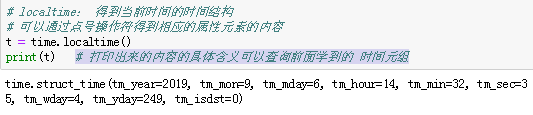 # localtime： 得到当前时间的时间结构
# 可以通过点号操作符得到相应的属性元素的内容
t = time.localtime()
print(t)   # 打印出来的内容的具体含义可以查询前面学到的 时间元组
time.struct_time(tm_year=2019, tm_mon=9, tm_mday=6, tm_hour=14, tm_min=32, tm_sec=3
5, tm_wday=4, tm_yday=249, tm_isdst=0)